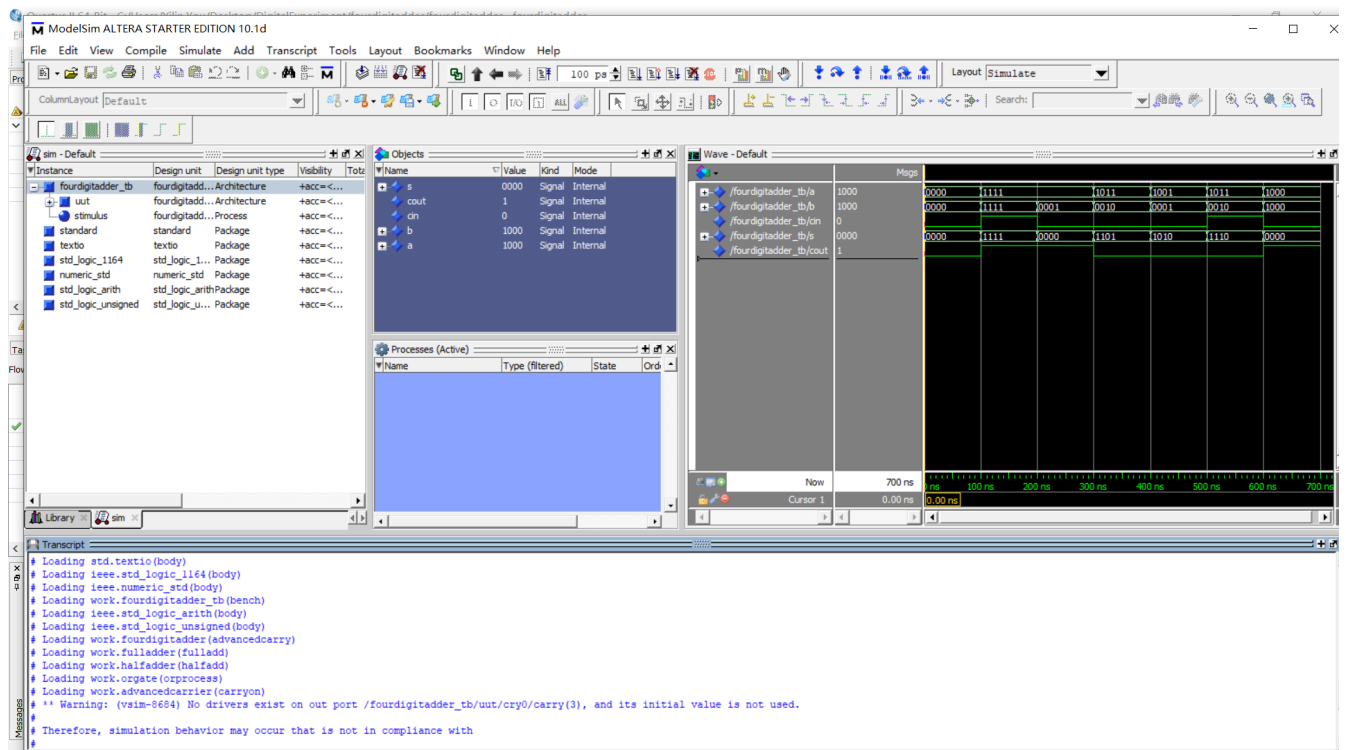 ModelSim ALTERA STARTER EDITION 10.1d
File Edit View Compile Simulate Add Transcript Tools Layout Bookmarks Window Help
100 ps
Layout Simulate
ColumnLayout Default
Search:
sim - Default
Instance Design unit Design unit type Visibility Tota
fourdigitadder_tb fourdigitadd... Architecture +acc=<...
uut fourdigitadd... Architecture +acc=<...
stimulus fourdigitadd... Process +acc=<...
standard standard Package +acc=<...
textio textio Package +acc=<...
std_logic_1164 std_logic_1... Package +acc=<...
numeric_std numeric_std Package +acc=<...
std_logic_arith std_logic_arith Package +acc=<...
std_logic_unsigned std_logic_u... Package +acc=<...
Library
sim
Objects
Name Value Kind Mode
s 0000 Signal Internal
cout 1 Signal Internal
cin 0 Signal Internal
b 1000 Signal Internal
a 1000 Signal Internal
Processes (Active)
Name Type (filtered) State Ord
Wave - Default
Msgs
/fourdigitadder_tb/a 1000 0000 1111 1011 1001 1011 1000
/fourdigitadder_tb/b 1000 0000 1111 0001 0010 0001 0010 1000
/fourdigitadder_tb/cin 0
/fourdigitadder_tb/s 0000 0000 1111 0000 1101 1010 1110 0000
/fourdigitadder_tb/cout 1
Now 700 ns ns 100 ns 200 ns 300 ns 400 ns 500 ns 600 ns 700 ns
Cursor 1 0.00 ns 0.00 ns
Transcript
# Loading std.textio(body)
# Loading ieee.std_logic_1164(body)
# Loading ieee.numeric_std(body)
# Loading work.fourdigitadder_tb(bench)
# Loading ieee.std_logic_arith(body)
# Loading ieee.std_logic_unsigned(body)
# Loading work.fourdigitadder(advancedcarry)
# Loading work.fulladder(fulladd)
# Loading work.halfadder(halfadd)
# Loading work.orgate(orprocess)
# Loading work.advancedcarrier(carryon)
# ** Warning: (vsim-8684) No drivers exist on out port /fourdigitadder_tb/uut/cry0/carry(3), and its initial value is not used.
#
# Therefore, simulation behavior may occur that is not in compliance with
#
Messages